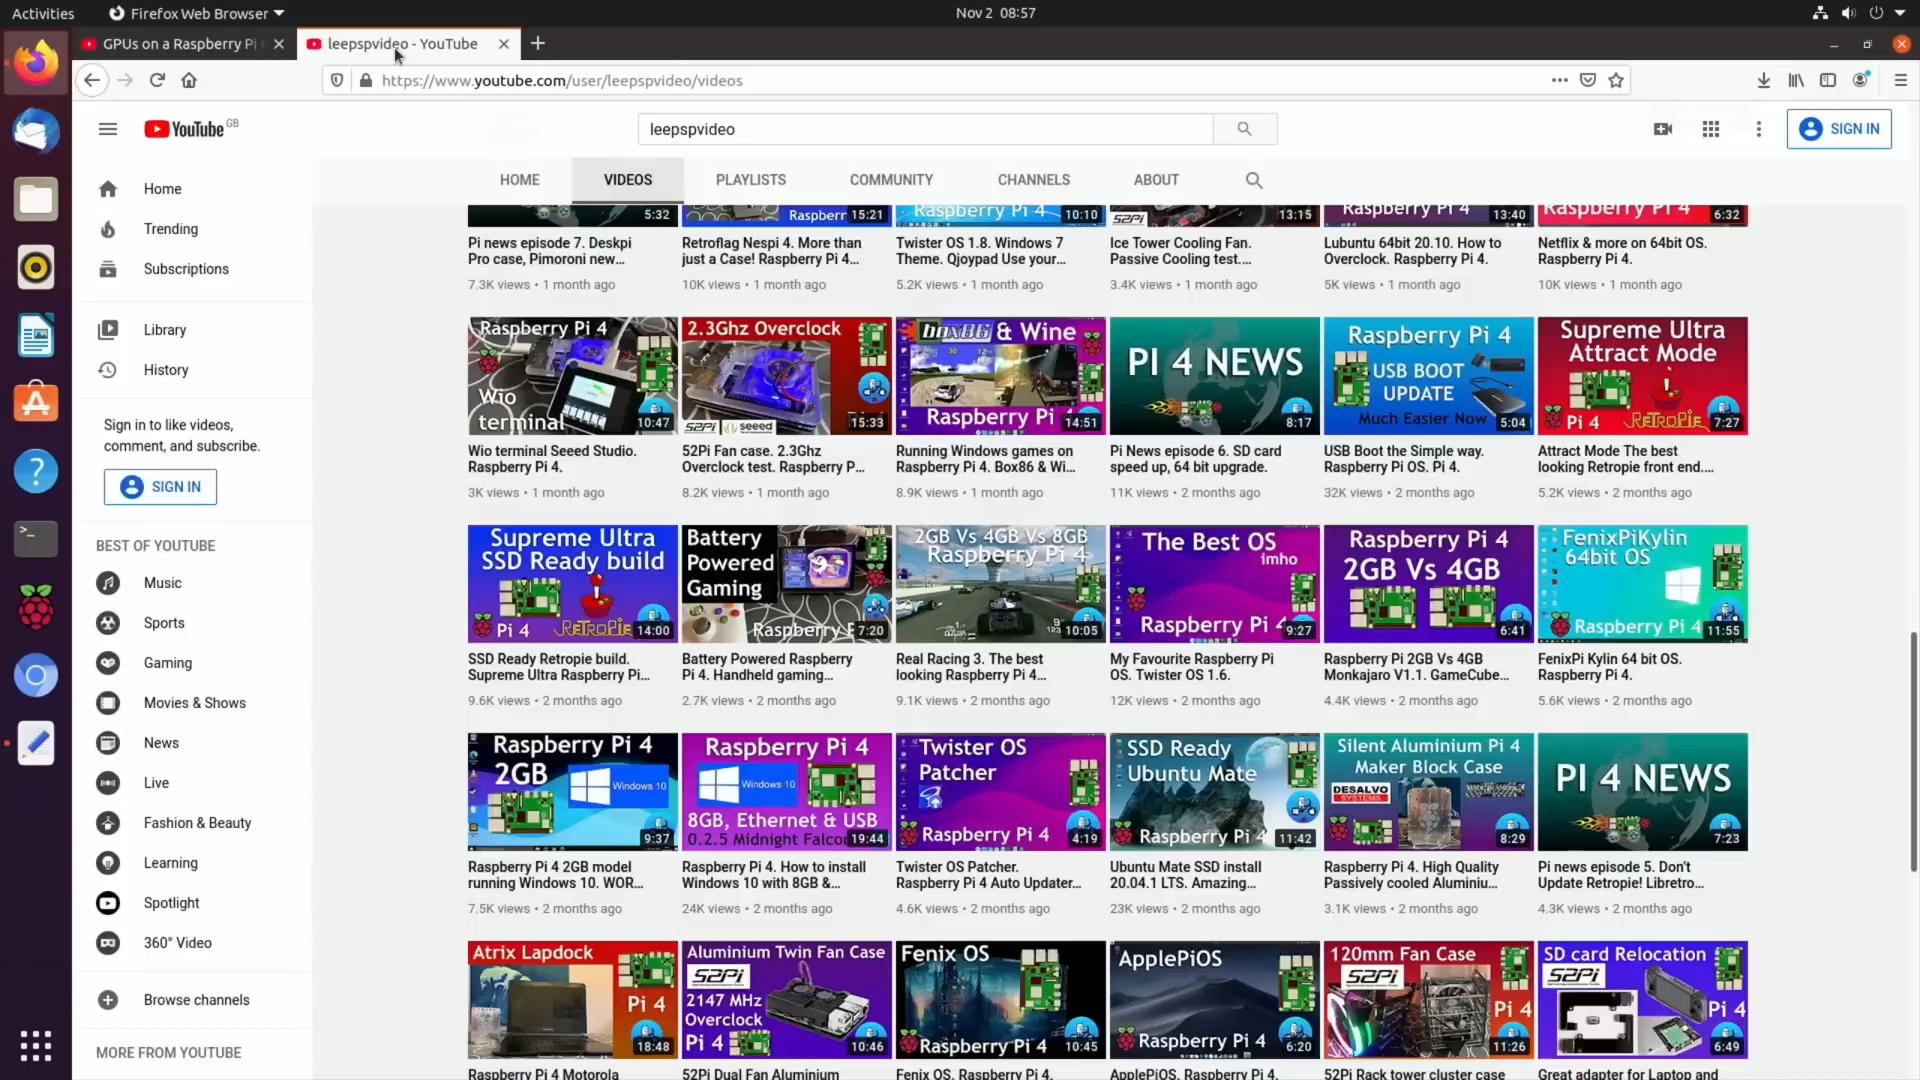 Activities
Firefox Web Browser
Nov 2 08:57
GPUs on a Raspberry Pi
leepspvideo - YouTube
https://www.youtube.com/user/leepspvideo/videos
YouTube GB
leepspvideo
SIGN IN
HOME
VIDEOS
PLAYLISTS
COMMUNITY
CHANNELS
ABOUT
Home
Trending
Subscriptions
Library
History
Sign in to like videos,
comment, and subscribe.
SIGN IN
BEST OF YOUTUBE
Music
Sports
Gaming
Movies & Shows
News
Live
Fashion & Beauty
Learning
Spotlight
360° Video
Browse channels
MORE FROM YOUTUBE
5:32
Raspberr 15:21
Raspberry Pi 4 10:10
52Pi 13:15
Raspberry Pi 4 13:40
Raspberry Pi 4 6:32
Pi news episode 7. Deskpi
Pro case, Pimoroni new...
7.3K views • 1 month ago
Retroflag Nespi 4. More than
just a Case! Raspberry Pi 4...
10K views • 1 month ago
Twister OS 1.8. Windows 7
Theme. Qjoypad Use your...
5.2K views • 1 month ago
Ice Tower Cooling Fan.
Passive Cooling test....
3.4K views • 1 month ago
Lubuntu 64bit 20.10. How to
Overclock. Raspberry Pi 4.
5K views • 1 month ago
Netflix & more on 64bit OS.
Raspberry Pi 4.
10K views • 1 month ago
Raspberry Pi 4
Wio
terminal
10:47
2.3Ghz Overclock
52Pi seeed
15:33
box86 & Wine
Raspberry Pi
14:51
PI 4 NEWS
8:17
Raspberry Pi 4
USB BOOT
UPDATE
Much Easier Now
5:04
Supreme Ultra
Attract Mode
Pi 4 RETROPIE
7:27
Wio terminal Seeed Studio.
Raspberry Pi 4.
3K views • 1 month ago
52Pi Fan case. 2.3Ghz
Overclock test. Raspberry P...
8.2K views • 1 month ago
Running Windows games on
Raspberry Pi 4. Box86 & Wi...
8.9K views • 1 month ago
Pi News episode 6. SD card
speed up, 64 bit upgrade.
11K views • 2 months ago
USB Boot the Simple way.
Raspberry Pi OS. Pi 4.
32K views • 2 months ago
Attract Mode The best
looking Retropie front end....
5.2K views • 2 months ago
Supreme Ultra
SSD Ready build
Pi 4 RETROPIE
14:00
Battery
Powered
Gaming
Raspberry P
7:20
2GB Vs 4GB Vs 8GB
Raspberry Pi 4
10:05
The Best OS
imho
Raspberry Pi 4
9:27
Raspberry Pi 4
2GB Vs 4GB
6:41
FenixPiKylin
64bit OS
Raspberry Pi 4
11:55
SSD Ready Retropie build.
Supreme Ultra Raspberry Pi...
9.6K views • 2 months ago
Battery Powered Raspberry
Pi 4. Handheld gaming...
2.7K views • 2 months ago
Real Racing 3. The best
looking Raspberry Pi 4...
9.1K views • 2 months ago
My Favourite Raspberry Pi
OS. Twister OS 1.6.
12K views • 2 months ago
Raspberry Pi 2GB Vs 4GB
Monkajaro V1.1. GameCube...
4.4K views • 2 months ago
FenixPi Kylin 64 bit OS.
Raspberry Pi 4.
5.6K views • 2 months ago
Raspberry Pi 4
2GB
Windows 10
9:37
Raspberry Pi 4
Windows 10
8GB, Ethernet & USB
0.2.5 Midnight Falcon
19:44
Twister OS
Patcher
Raspberry Pi 4
4:19
SSD Ready
Ubuntu Mate
Raspberry Pi 4
11:42
Silent Aluminium Pi 4
Maker Block Case
DESALVO
SYSTEMS
8:29
PI 4 NEWS
7:23
Raspberry Pi 4 2GB model
running Windows 10. WOR...
7.5K views • 2 months ago
Raspberry Pi 4. How to install
Windows 10 with 8GB &...
24K views • 2 months ago
Twister OS Patcher.
Raspberry Pi 4 Auto Updater...
4.6K views • 2 months ago
Ubuntu Mate SSD install
20.04.1 LTS. Amazing...
23K views • 2 months ago
Raspberry Pi 4. High Quality
Passively cooled Aluminiu...
3.1K views • 2 months ago
Pi news episode 5. Don't
Update Retropie! Libretro...
4.3K views • 2 months ago
Atrix Lapdock
Pi 4
18:48
Aluminium Twin Fan Case
52Pi
2147 MHz
Overclock
Pi 4
10:46
Fenix OS
Raspberry Pi 4
10:45
ApplePiOS
Raspberry Pi 4
6:20
120mm Fan Case
52Pi
Pi 4
11:26
SD card Relocation
52Pi
Pi 4
6:49
Raspberry Pi 4 Motorola
52Pi Dual Fan Aluminium
Fenix OS. Raspberry Pi 4.
ApplePiOS. Raspberry Pi 4.
52Pi Rack tower cluster case
Great adapter for Laptop and